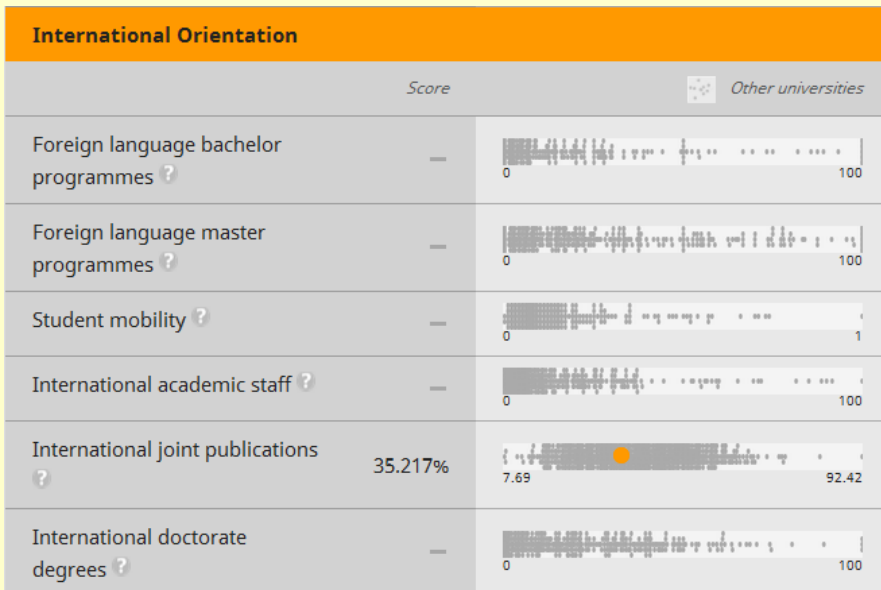 International Orientation
Score Other universities
Foreign language bachelor
programmes ?
–
0 100
Foreign language master
programmes ?
–
0 100
Student mobility ?
–
0 1
International academic staff ?
–
0 100
International joint publications
?
35.217%
7.69 92.42
International doctorate
degrees ?
–
0 100